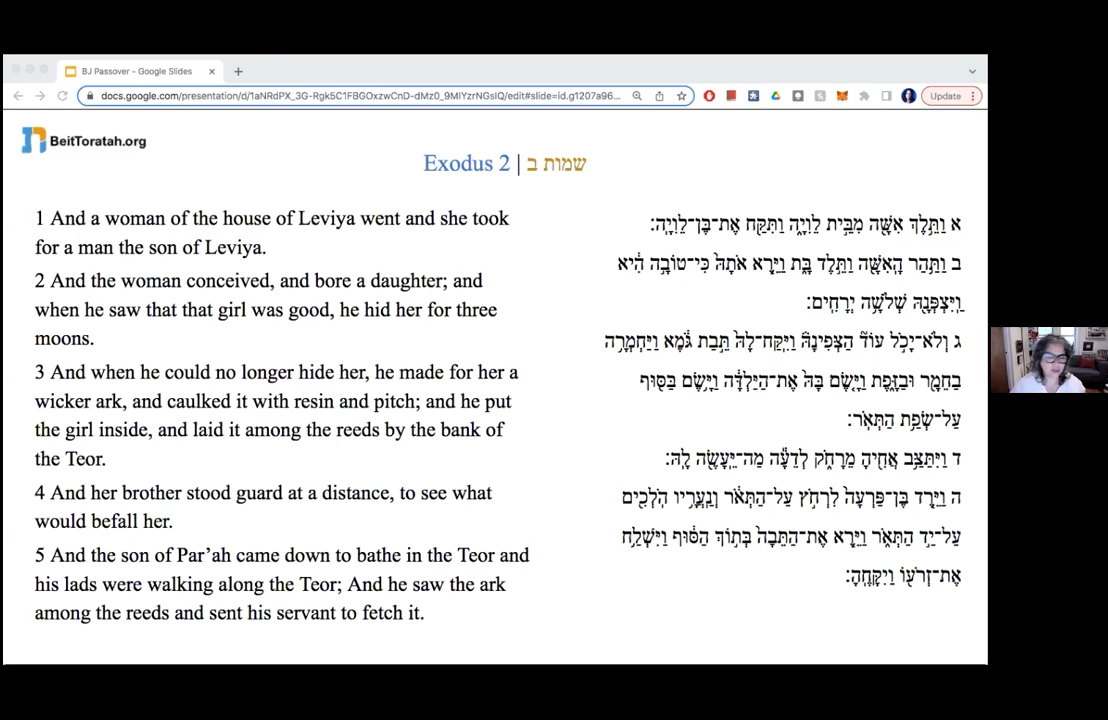 BJ Passover - Google Slides
docs.google.com/presentation/d/1aNRdPX_3G-Rgk5C1FBGOxzwCnD-dMz0_9MIYzrNGsIQ/edit#slide=id.g1207a96...
Update
BeitToratah.org
Exodus 2 | שמות ב
1 And a woman of the house of Leviya went and she took
for a man the son of Leviya.
2 And the woman conceived, and bore a daughter; and
when he saw that that girl was good, he hid her for three
moons.
3 And when he could no longer hide her, he made for her a
wicker ark, and caulked it with resin and pitch; and he put
the girl inside, and laid it among the reeds by the bank of
the Teor.
4 And her brother stood guard at a distance, to see what
would befall her.
5 And the son of Par’ah came down to bathe in the Teor and
his lads were walking along the Teor; And he saw the ark
among the reeds and sent his servant to fetch it.
א וַתֵּ֥לֶךְ אִשָּׁ֖ה מִבֵּ֣ית לֵוִיָּ֑ה וַתִּקַּ֖ח אֶת־בֶּן־לֵוִיָּֽה׃
ב וַתַּ֥הַר הָאִשָּׁ֖ה וַתֵּ֣לֶד בַּ֑ת וַיַּ֤רְא אֹתָהּ֙ כִּי־טוֹבָ֣ה הִ֔יא
וַֽיִּצְפְּנֶ֖הָ שְׁלֹשָׁ֥ה יְרָחִֽים׃
ג וְלֹא־יָכֹ֣ל עוֹד֮ הַצְּפִינָהּ֒ וַיִּֽקַּֽח־לָהּ֙ תֵּ֣בַת גֹּ֔מֶא וַיַּחְמְרָ֥ה
בַחֵמָ֖ר וּבַזָּ֑פֶת וַיָּ֤שֶׂם בָּהּ֙ אֶת־הַיַּלְדָּ֔ה וַיָּ֥שֶׂם בַּסּ֖וּף
עַל־שְׂפַ֥ת הַתְּאֹֽר׃
ד וַיִּתַּצַּ֥ב אֲחִ֖יהָ מֵרָחֹ֑ק לְדֵעָ֕ה מַה־יֵּֽעָשֶׂ֖ה לָֽהּ׃
ה וַיֵּ֤רֶד בֶּן־פַּרְעָה֙ לִרְחֹ֣ץ עַל־הַתְּאֹ֔ר וְנְעָרָ֥יו הֹלְכִ֖ים
עַל־יַ֣ד הַתְּאֹ֑ר וַיַּ֤רְא אֶת־הַתֵּבָה֙ בְּת֣וֹךְ הַסּ֔וּף וַיִּשְׁלַ֥ח
אֶת־זְרֹע֖וֹ וַיִּקָּחֶֽהָ׃